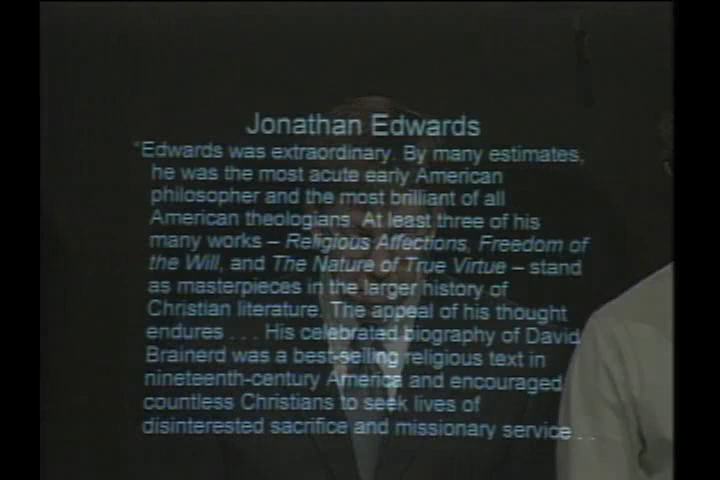 Jonathan Edwards
"Edwards was extraordinary. By many estimates,
he was the most acute early American
philosopher and the most brilliant of all
American theologians. At least three of his
many works – Religious Affections, Freedom of
the Will, and The Nature of True Virtue – stand
as masterpieces in the larger history of
Christian literature. The appeal of his thought
endures . . . His celebrated biography of David
Brainerd was a best-selling religious text in
nineteenth-century America and encouraged
countless Christians to seek lives of
disinterested sacrifice and missionary service . .